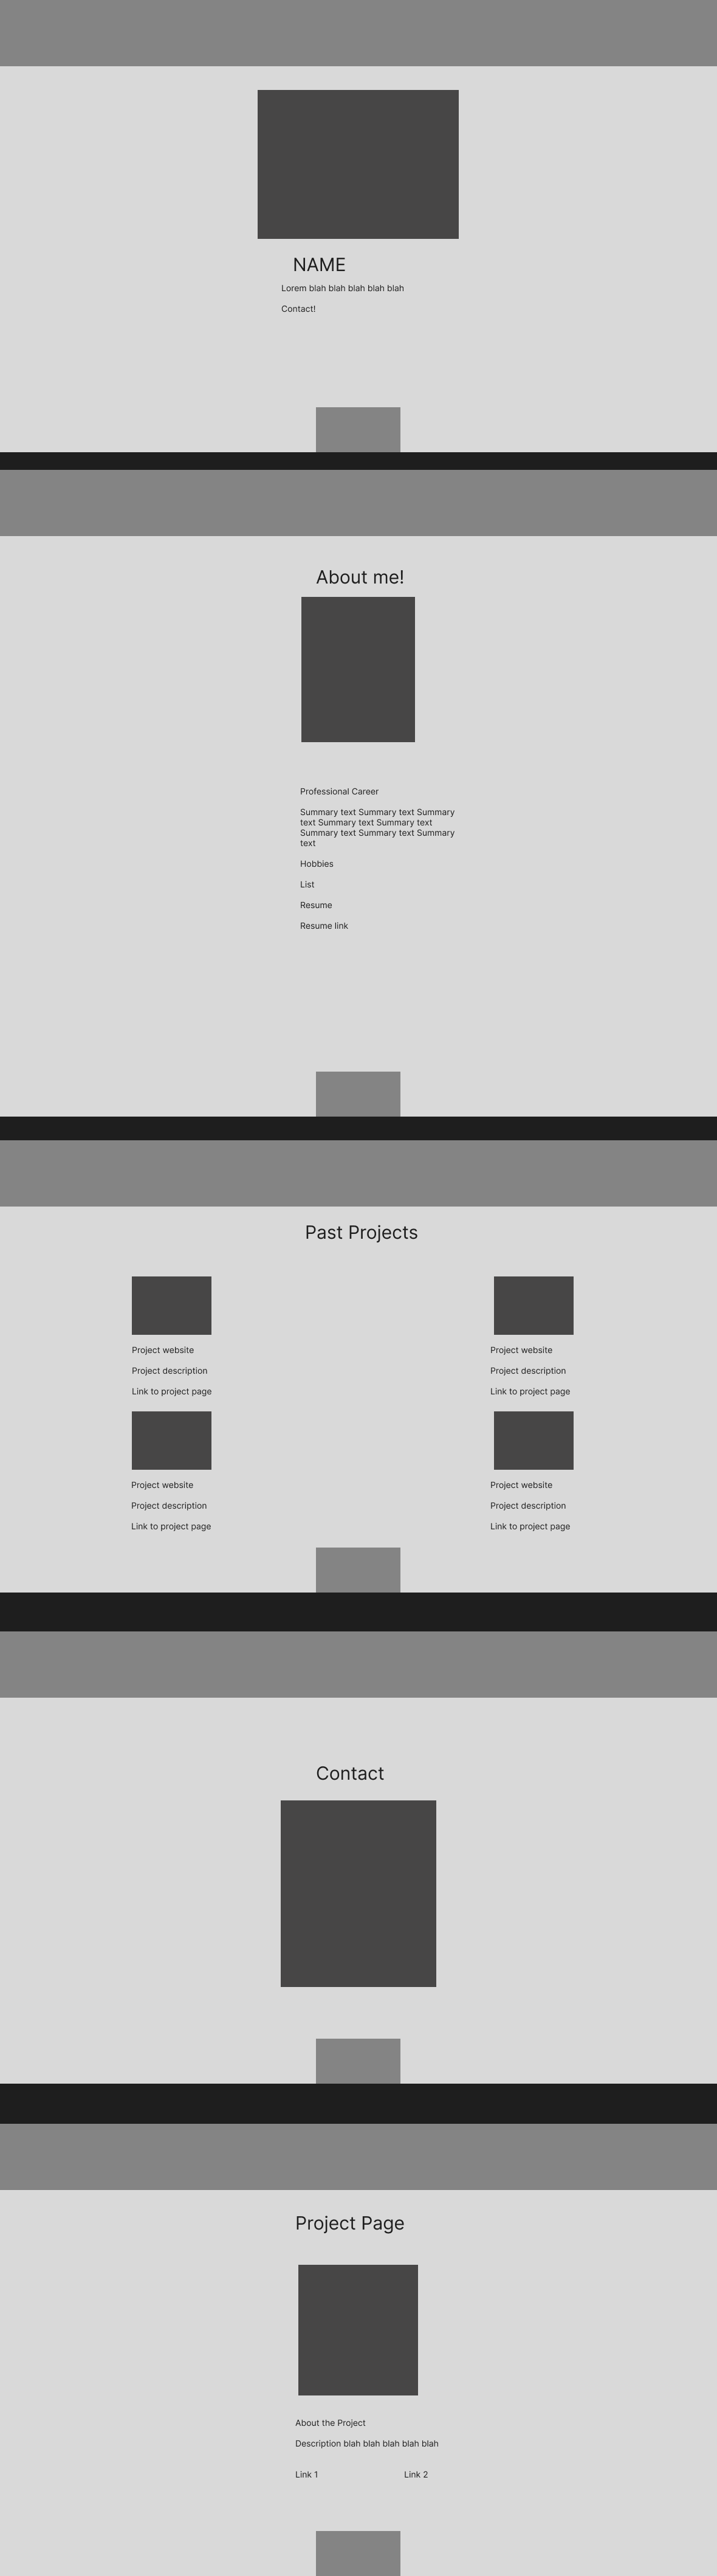 NAME
Lorem blah blah blah blah blah
Contact!
About me!
Professional Career
Summary text Summary text Summary
text Summary text Summary text
Summary text Summary text Summary
text
Hobbies
List
Resume
Resume link
Past Projects
Project website
Project description
Link to project page
Project website
Project description
Link to project page
Project website
Project description
Link to project page
Project website
Project description
Link to project page
Contact
Project Page
About the Project
Description blah blah blah blah blah
Link 1
Link 2